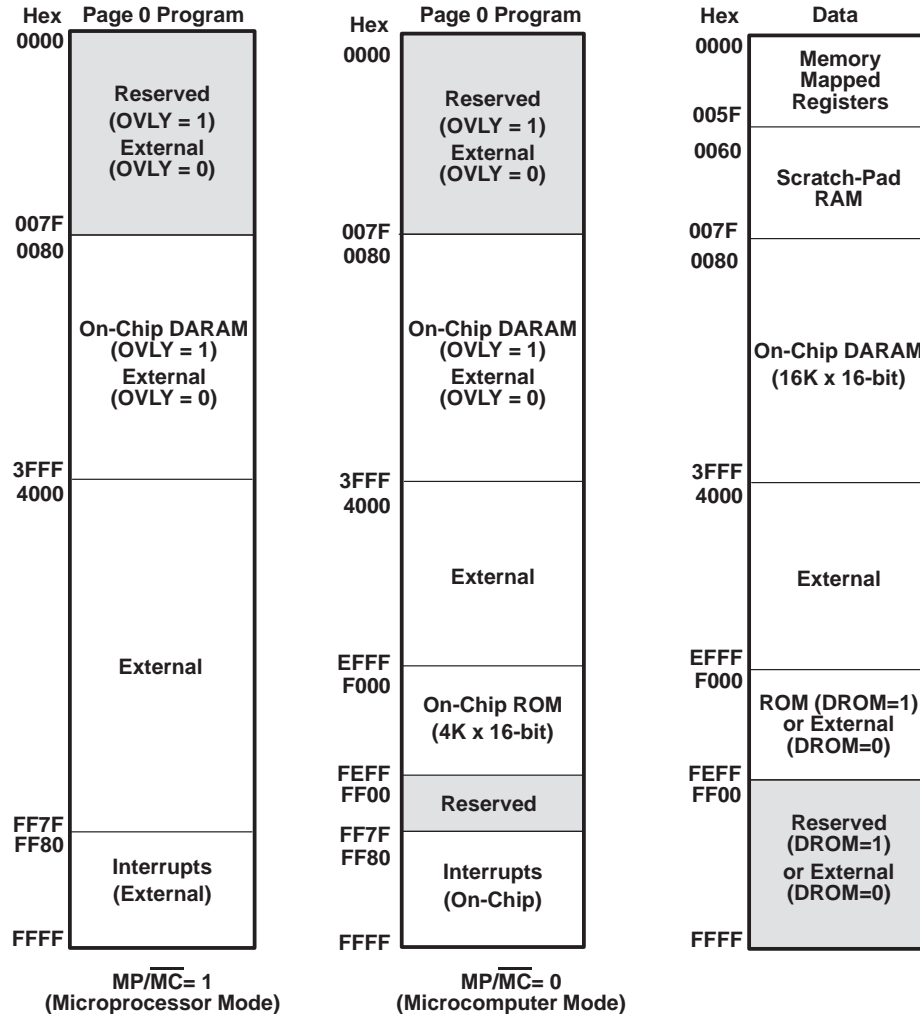 Hex Page 0 Program
0000
Reserved
(OVLY = 1)
External
(OVLY = 0)
007F
0080
On-Chip DARAM
(OVLY = 1)
External
(OVLY = 0)
3FFF
4000
External
FF7F
FF80
Interrupts
(External)
FFFF
MP/MC= 1
(Microprocessor Mode)
Hex Page 0 Program
0000
Reserved
(OVLY = 1)
External
(OVLY = 0)
007F
0080
On-Chip DARAM
(OVLY = 1)
External
(OVLY = 0)
3FFF
4000
External
EFFF
F000
On-Chip ROM
(4K x 16-bit)
FEFF
FF00
Reserved
FF7F
FF80
Interrupts
(On-Chip)
FFFF
MP/MC= 0
(Microcomputer Mode)
Hex Data
0000
Memory
Mapped
Registers
005F
0060
Scratch-Pad
RAM
007F
0080
On-Chip DARAM
(16K x 16-bit)
3FFF
4000
External
EFFF
F000
ROM (DROM=1)
or External
(DROM=0)
FEFF
FF00
Reserved
(DROM=1)
or External
(DROM=0)
FFFF